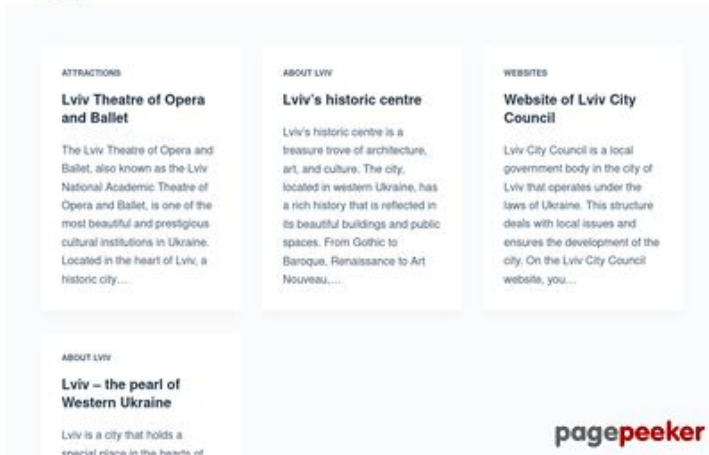 ATTRACTIONS
Lviv Theatre of Opera
and Ballet
The Lviv Theatre of Opera and
Ballet, also known as the Lviv
National Academic Theatre of
Opera and Ballet, is one of the
most beautiful and prestigious
cultural institutions in Ukraine.
Located in the heart of Lviv, a
historic city…
ABOUT LVIV
Lviv's historic centre
Lviv's historic centre is a
treasure trove of architecture,
art, and culture. The city,
located in western Ukraine, has
a rich history that is reflected in
its beautiful buildings and public
spaces. From Gothic to
Baroque, Renaissance to Art
Nouveau,…
WEBSITES
Website of Lviv City
Council
Lviv City Council is a local
government body in the city of
Lviv that operates under the
laws of Ukraine. This structure
deals with local issues and
ensures the development of the
city. On the Lviv City Council
website, you…
ABOUT LVIV
Lviv – the pearl of
Western Ukraine
Lviv is a city that holds a
special place in the hearts of
pagepeeker